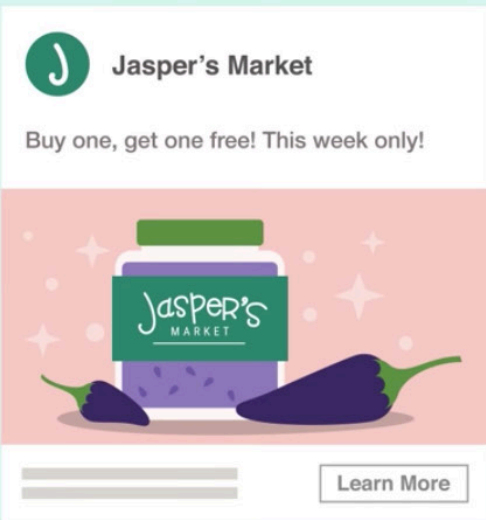 J
Jasper's Market
Buy one, get one free! This week only!
JASPER'S
MARKET
Learn More